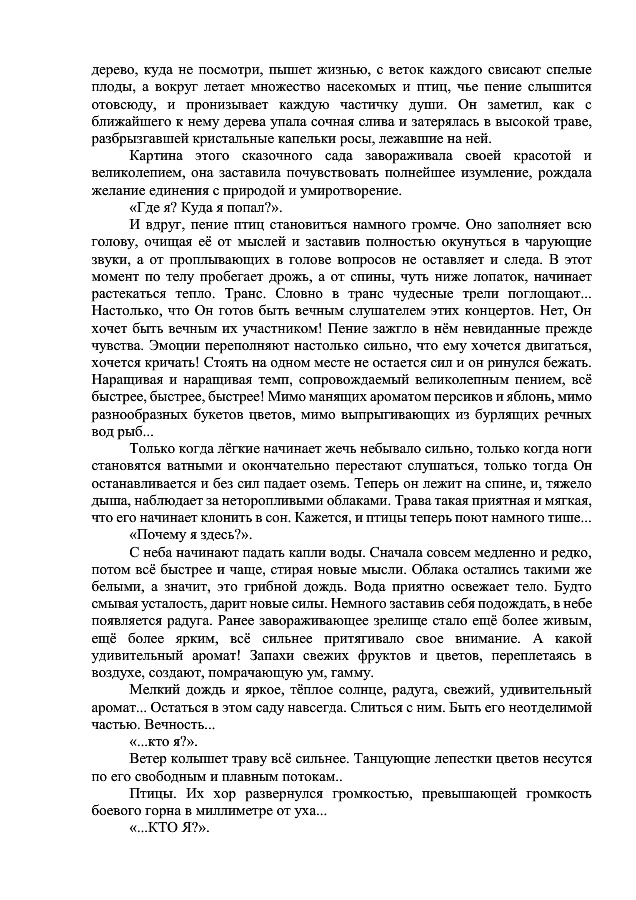 дерево, куда не посмотри, пышет жизнью, с веток каждого свисают спелые
плоды, а вокруг летает множество насекомых и птиц, чье пение слышится
отовсюду, и пронизывает каждую частичку души. Он заметил, как с
ближайшего к нему дерева упала сочная слива и затерялась в высокой траве,
разбрызгавшей кристальные капельки росы, лежавшие на ней.
Картина этого сказочного сада завораживала своей красотой и
великолепием, она заставила почувствовать полнейшее изумление, рождала
желание единения с природой и умиротворение.
«Где я? Куда я попал?».
И вдруг, пение птиц становиться намного громче. Оно заполняет всю
голову, очищая её от мыслей и заставив полностью окунуться в чарующие
звуки, а от проплывающих в голове вопросов не оставляет и следа. В этот
момент по телу пробегает дрожь, а от спины, чуть ниже лопаток, начинает
растекаться тепло. Транс. Словно в транс чудесные трели поглощают...
Настолько, что Он готов быть вечным слушателем этих концертов. Нет, Он
хочет быть вечным их участником! Пение зажгло в нём невиданные прежде
чувства. Эмоции переполняют настолько сильно, что ему хочется двигаться,
хочется кричать! Стоять на одном месте не остается сил и он ринулся бежать.
Наращивая и наращивая темп, сопровождаемый великолепным пением, всё
быстрее, быстрее, быстрее! Мимо манящих ароматом персиков и яблонь, мимо
разнообразных букетов цветов, мимо выпрыгивающих из бурлящих речных
вод рыб...
Только когда лёгкие начинает жечь небывало сильно, только когда ноги
становятся ватными и окончательно перестают слушаться, только тогда Он
останавливается и без сил падает оземь. Теперь он лежит на спине, и, тяжело
дыша, наблюдает за неторопливыми облаками. Трава такая приятная и мягкая,
что его начинает клонить в сон. Кажется, и птицы теперь поют намного тише...
«Почему я здесь?».
С неба начинают падать капли воды. Сначала совсем медленно и редко,
потом всё быстрее и чаще, стирая новые мысли. Облака остались такими же
белыми, а значит, это грибной дождь. Вода приятно освежает тело. Будто
смывая усталость, дарит новые силы. Немного заставив себя подождать, в небе
появляется радуга. Ранее завораживающее зрелище стало ещё более живым,
ещё более ярким, всё сильнее притягивало свое внимание. А какой
удивительный аромат! Запахи свежих фруктов и цветов, переплетаясь в
воздухе, создают, помрачающую ум, гамму.
Мелкий дождь и яркое, тёплое солнце, радуга, свежий, удивительный
аромат... Остаться в этом саду навсегда. Слиться с ним. Быть его неотделимой
частью. Вечность...
«...кто я?».
Ветер колышет траву всё сильнее. Танцующие лепестки цветов несутся
по его свободным и плавным потокам..
Птицы. Их хор развернулся громкостью, превышающей громкость
боевого горна в миллиметре от уха...
«...КТО Я?».